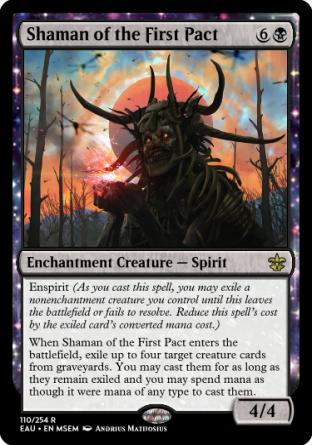 Shaman of the First Pact 6
Enchantment Creature — Spirit
Enspirit (As you cast this spell, you may exile a
nonenchantment creature you control until this leaves
the battlefield or fails to resolve. Reduce this spell's cost
by the exiled card's converted mana cost.)
When Shaman of the First Pact enters the
battlefield, exile up to four target creature cards
from graveyards. You may cast them for as long as
they remain exiled and you may spend mana as
though it were mana of any type to cast them.
110/254 R
EAU • EN MSEM Andrius Matijosius
4/4